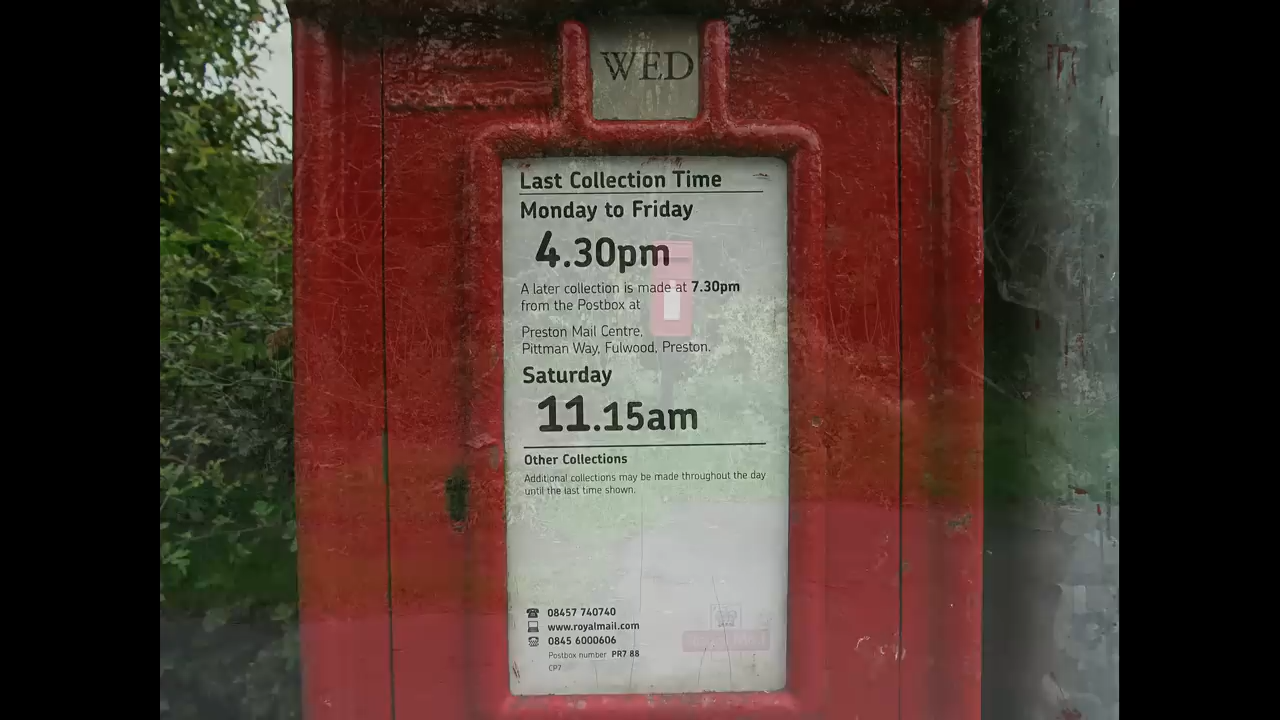 WED
Last Collection Time
Monday to Friday
4.30pm
A later collection is made at 7.30pm
from the Postbox at
Preston Mail Centre,
Pittman Way, Fulwood, Preston.
Saturday
11.15am
Other Collections
Additional collections may be made throughout the day
until the last time shown.
08457 740740
www.royalmail.com
0845 6000606
Postbox number PR7 88
CP7